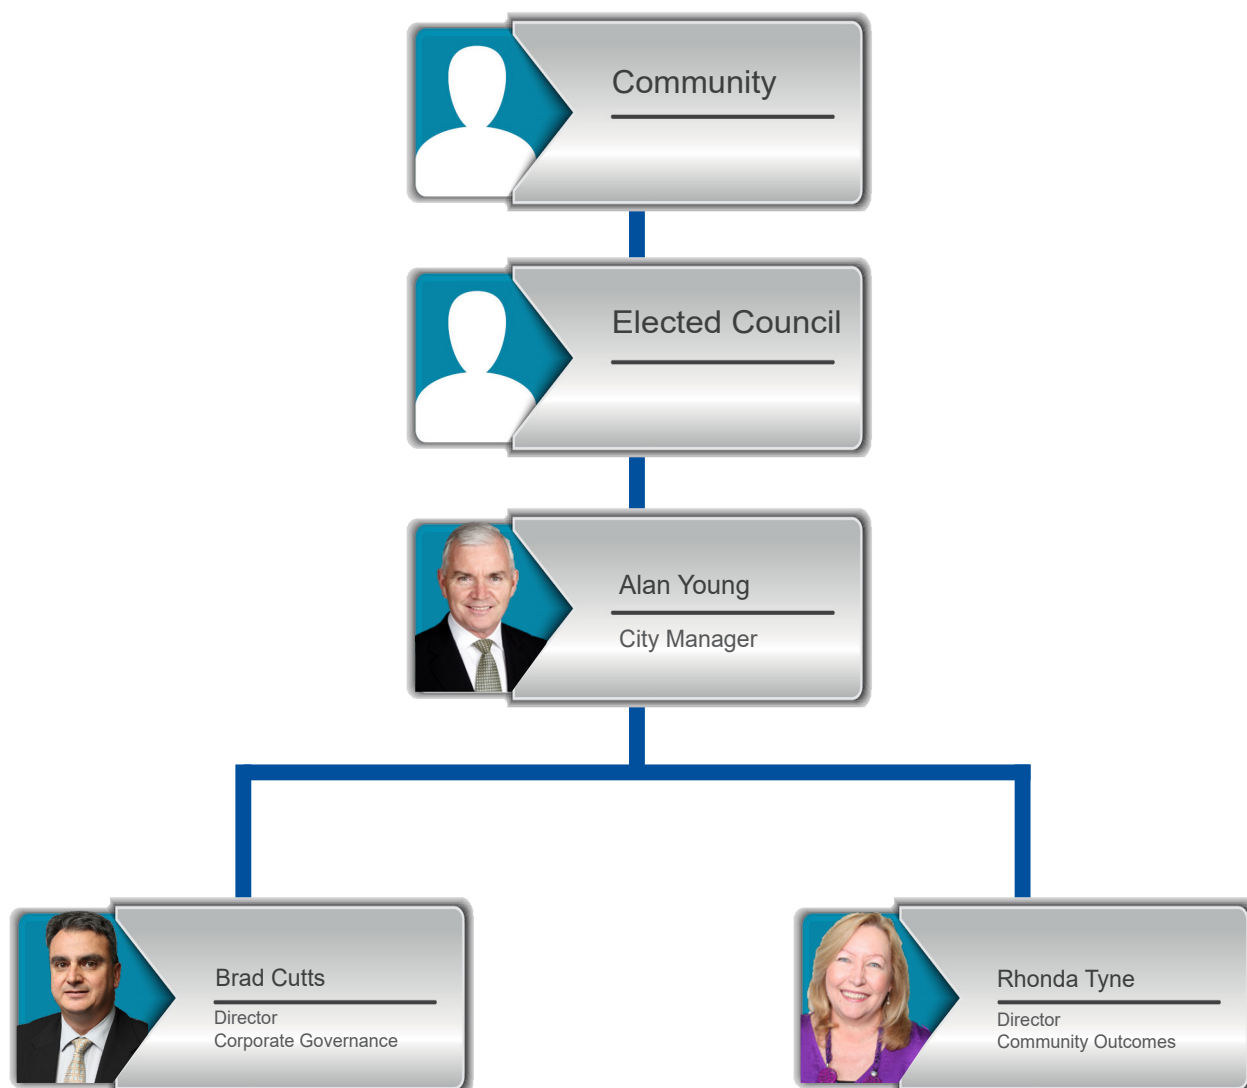 Community
Elected Council
Alan Young
City Manager
Brad Cutts
Director
Corporate Governance
Rhonda Tyne
Director
Community Outcomes